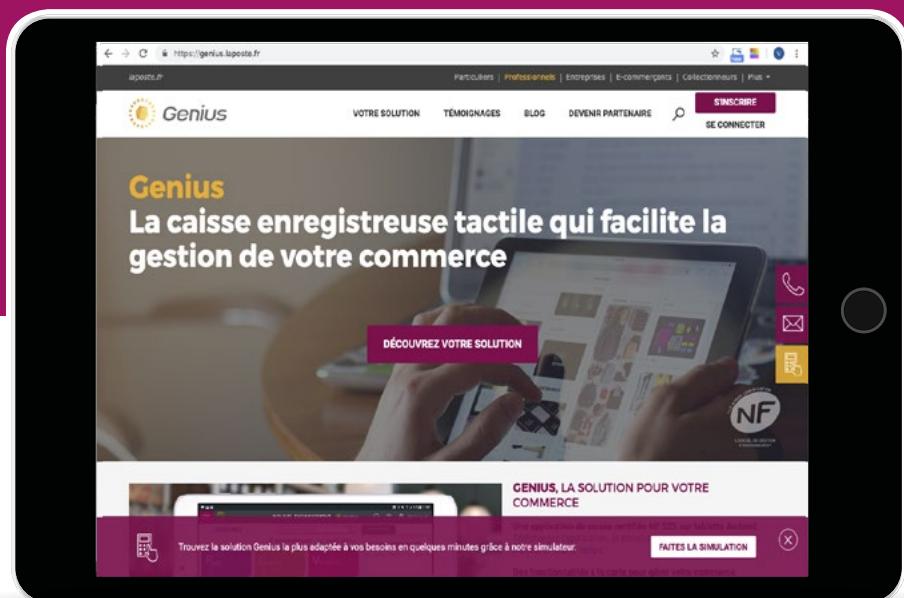 https://genius.laposte.fr
laposte.fr
Particuliers | Professionnels | Entreprises | E-commerçants | Collectionneurs | Plus
Genius
VOTRE SOLUTION
TÉMOIGNAGES
BLOG
DEVENIR PARTENAIRE
S'INSCRIRE
SE CONNECTER
Genius
La caisse enregistreuse tactile qui facilite la
gestion de votre commerce
DÉCOUVREZ VOTRE SOLUTION
NF
GENIUS, LA SOLUTION POUR VOTRE
COMMERCE
Trouvez la solution Genius la plus adaptée à vos besoins en quelques minutes grâce à notre simulateur.
FAITES LA SIMULATION